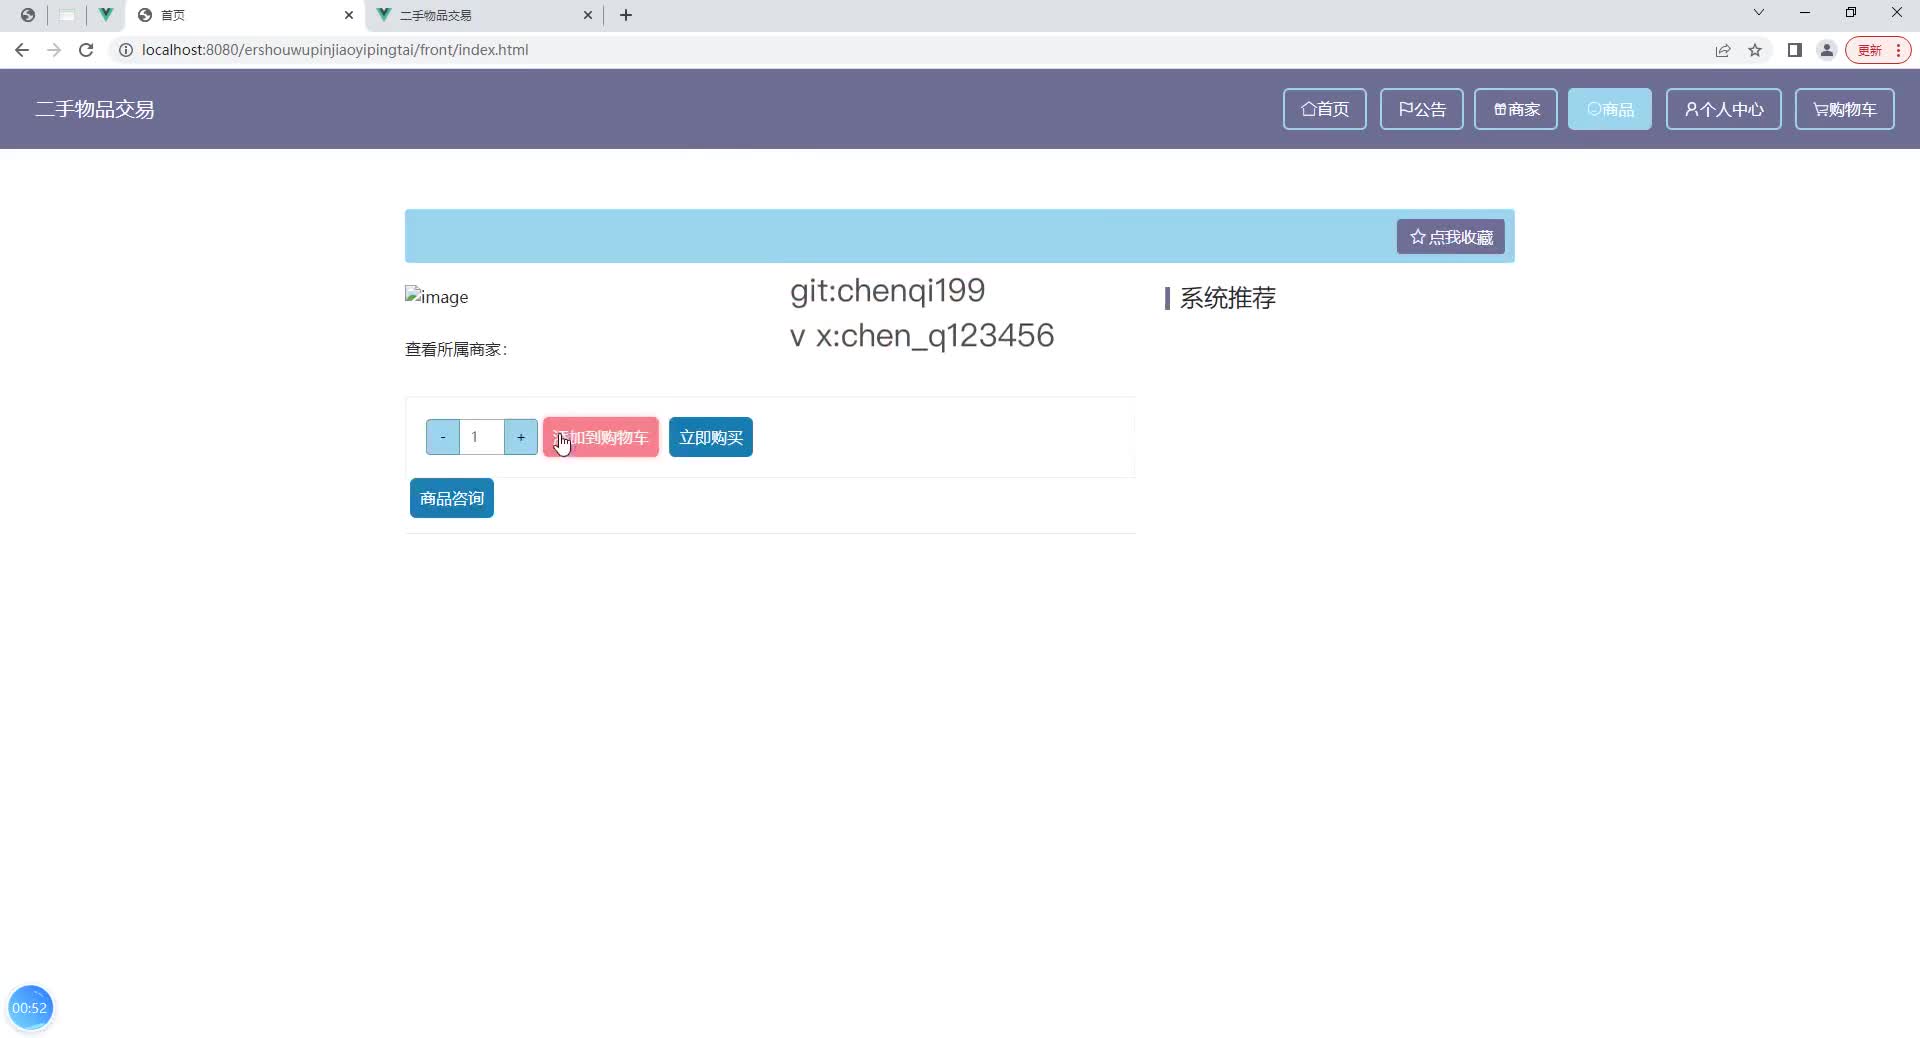 首页
二手物品交易
localhost:8080/ershouwupinjiaoyipingtai/front/index.html
更新
二手物品交易
首页
公告
商家
商品
个人中心
购物车
点我收藏
image
git:chenqi199
v x:chen_q123456
系统推荐
查看所属商家：
- 1 +
加到购物车
立即购买
商品咨询
00:52